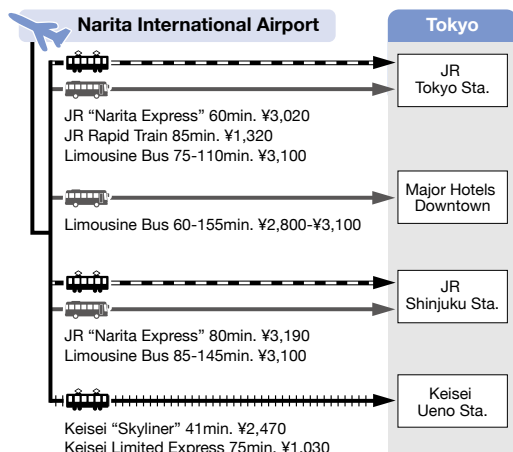 Narita International Airport
Tokyo
JR
Tokyo Sta.
JR “Narita Express” 60min. ¥3,020
JR Rapid Train 85min. ¥1,320
Limousine Bus 75-110min. ¥3,100
Major Hotels
Downtown
Limousine Bus 60-155min. ¥2,800-¥3,100
JR
Shinjuku Sta.
JR “Narita Express” 80min. ¥3,190
Limousine Bus 85-145min. ¥3,100
Keisei
Ueno Sta.
Keisei “Skyliner” 41min. ¥2,470
Keisei Limited Express 75min. ¥1,030